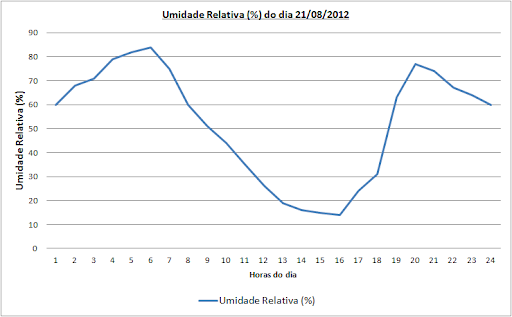 Umidade Relativa (%) do dia 21/08/2012
Umidade Relativa (%)
90
80
70
60
50
40
30
20
10
0
1 2 3 4 5 6 7 8 9 10 11 12 13 14 15 16 17 18 19 20 21 22 23 24
Horas do dia
Umidade Relativa (%)